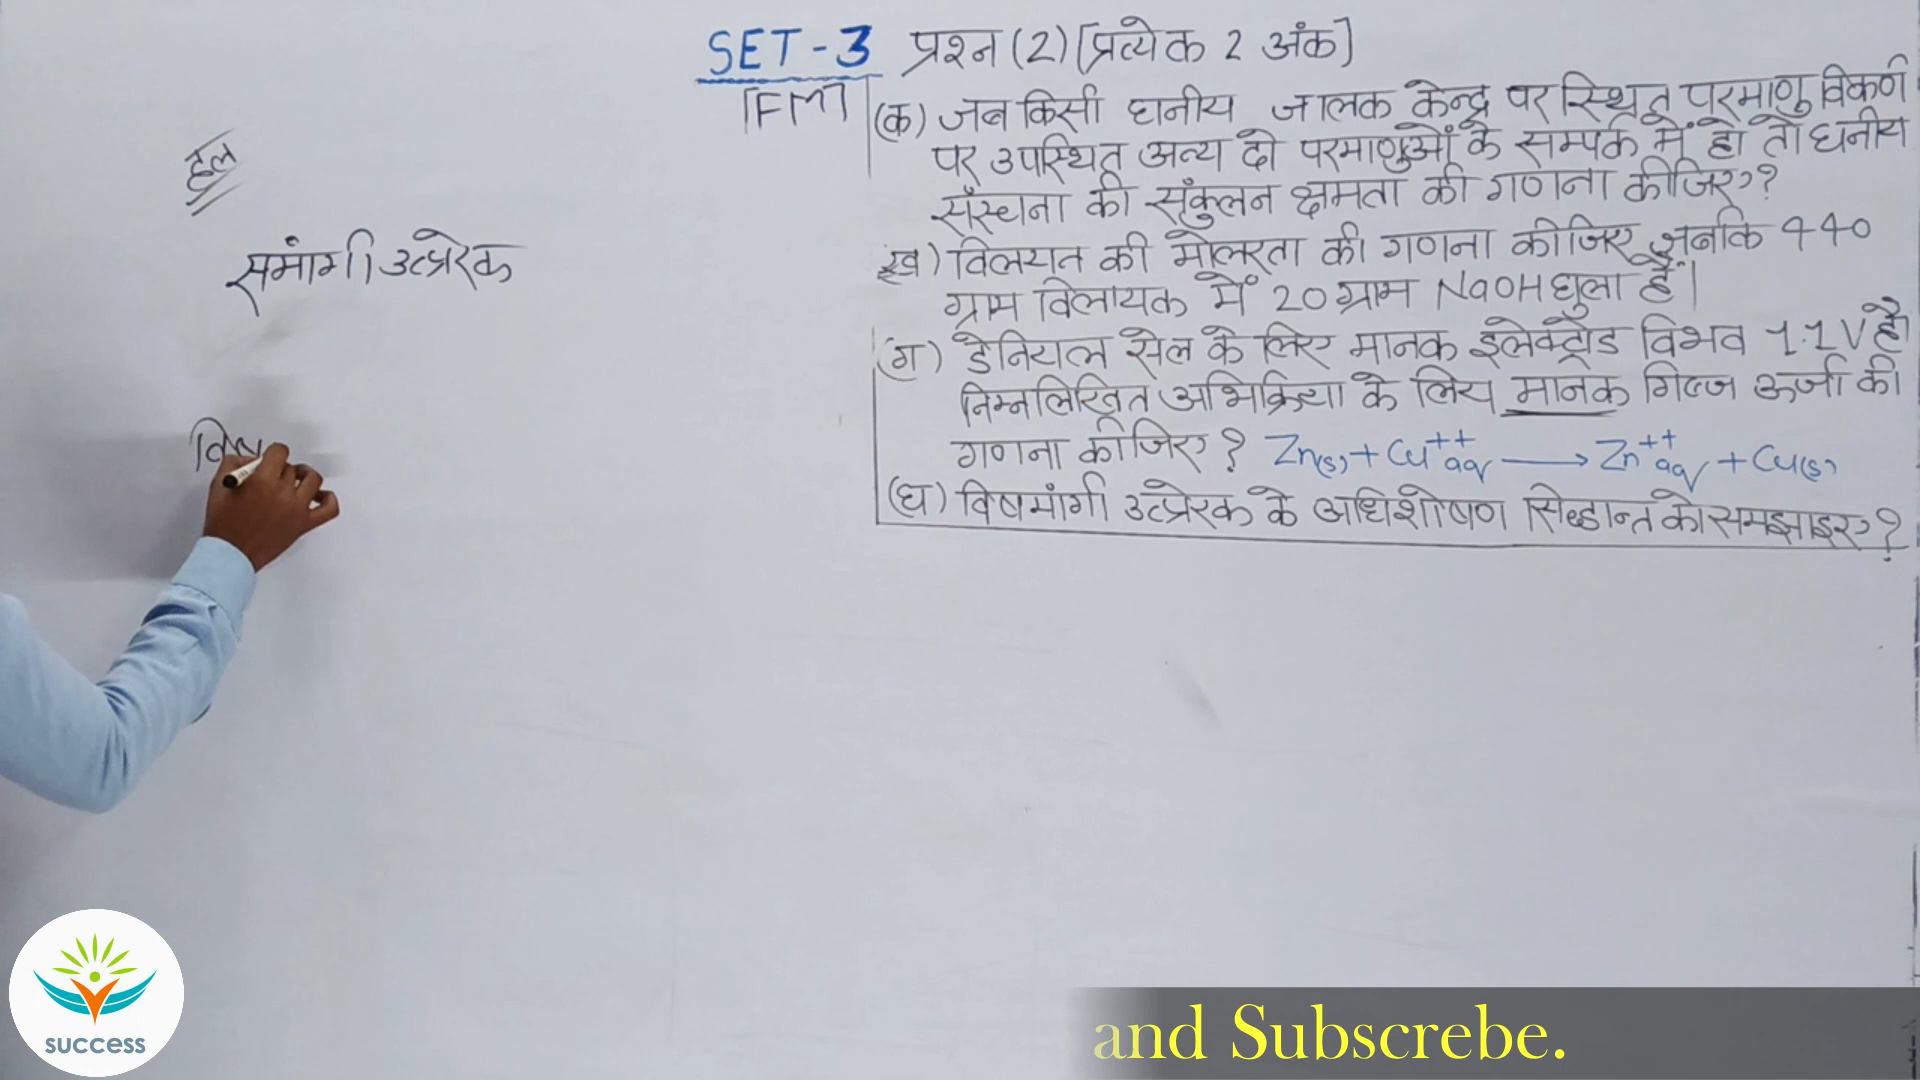 SET-3 प्रश्न (2) [प्रत्येक 2 अंक]
[FM]
(क) जब किसी घनीय जालक केन्द्र पर स्थित परमाणु विकर्ण
पर उपस्थित अन्य दो परमाणुओं के सम्पर्क में हो तो घनीय
संरचना की संकुलन क्षमता की गणना कीजिए?
(ख) विलयन की मोलरता की गणना कीजिए जबकि 440
ग्राम विलायक में 20 ग्राम NaOH घुला है।
(ग) डेनियल सेल के लिए मानक इलेक्ट्रोड विभव 1.1V है।
निम्नलिखित अभिक्रिया के लिये मानक गिब्ज ऊर्जा की
गणना कीजिए? Zn(s) + Cu⁺⁺aq ⟶ Zn⁺⁺aq + Cu(s)
(घ) विषमांगी उत्प्रेरक के अधिशोषण सिद्धान्त को समझाइए?
हल
समांगी उत्प्रेरक
विष
success
and Subscrebe.